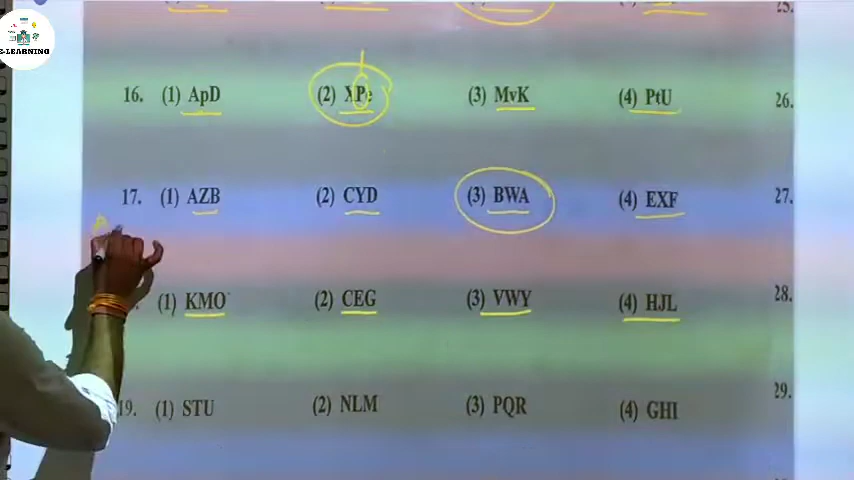 E-LEARNING
25.
16. (1) ApD (2) XPe (3) MvK (4) PtU 26.
17. (1) AZB (2) CYD (3) BWA (4) EXF 27.
(1) KMO (2) CEG (3) VWY (4) HJL 28.
19. (1) STU (2) NLM (3) PQR (4) GHI 29.